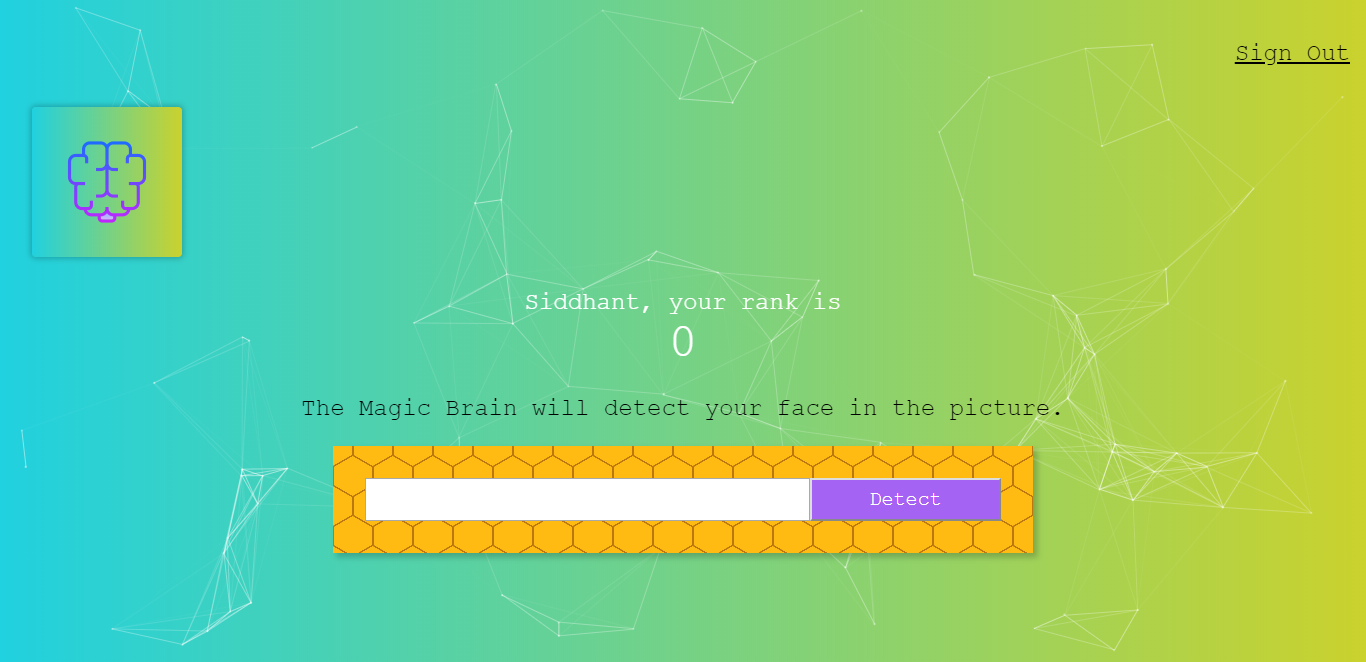 Sign Out
Siddhant, your rank is
0
The Magic Brain will detect your face in the picture.
Detect